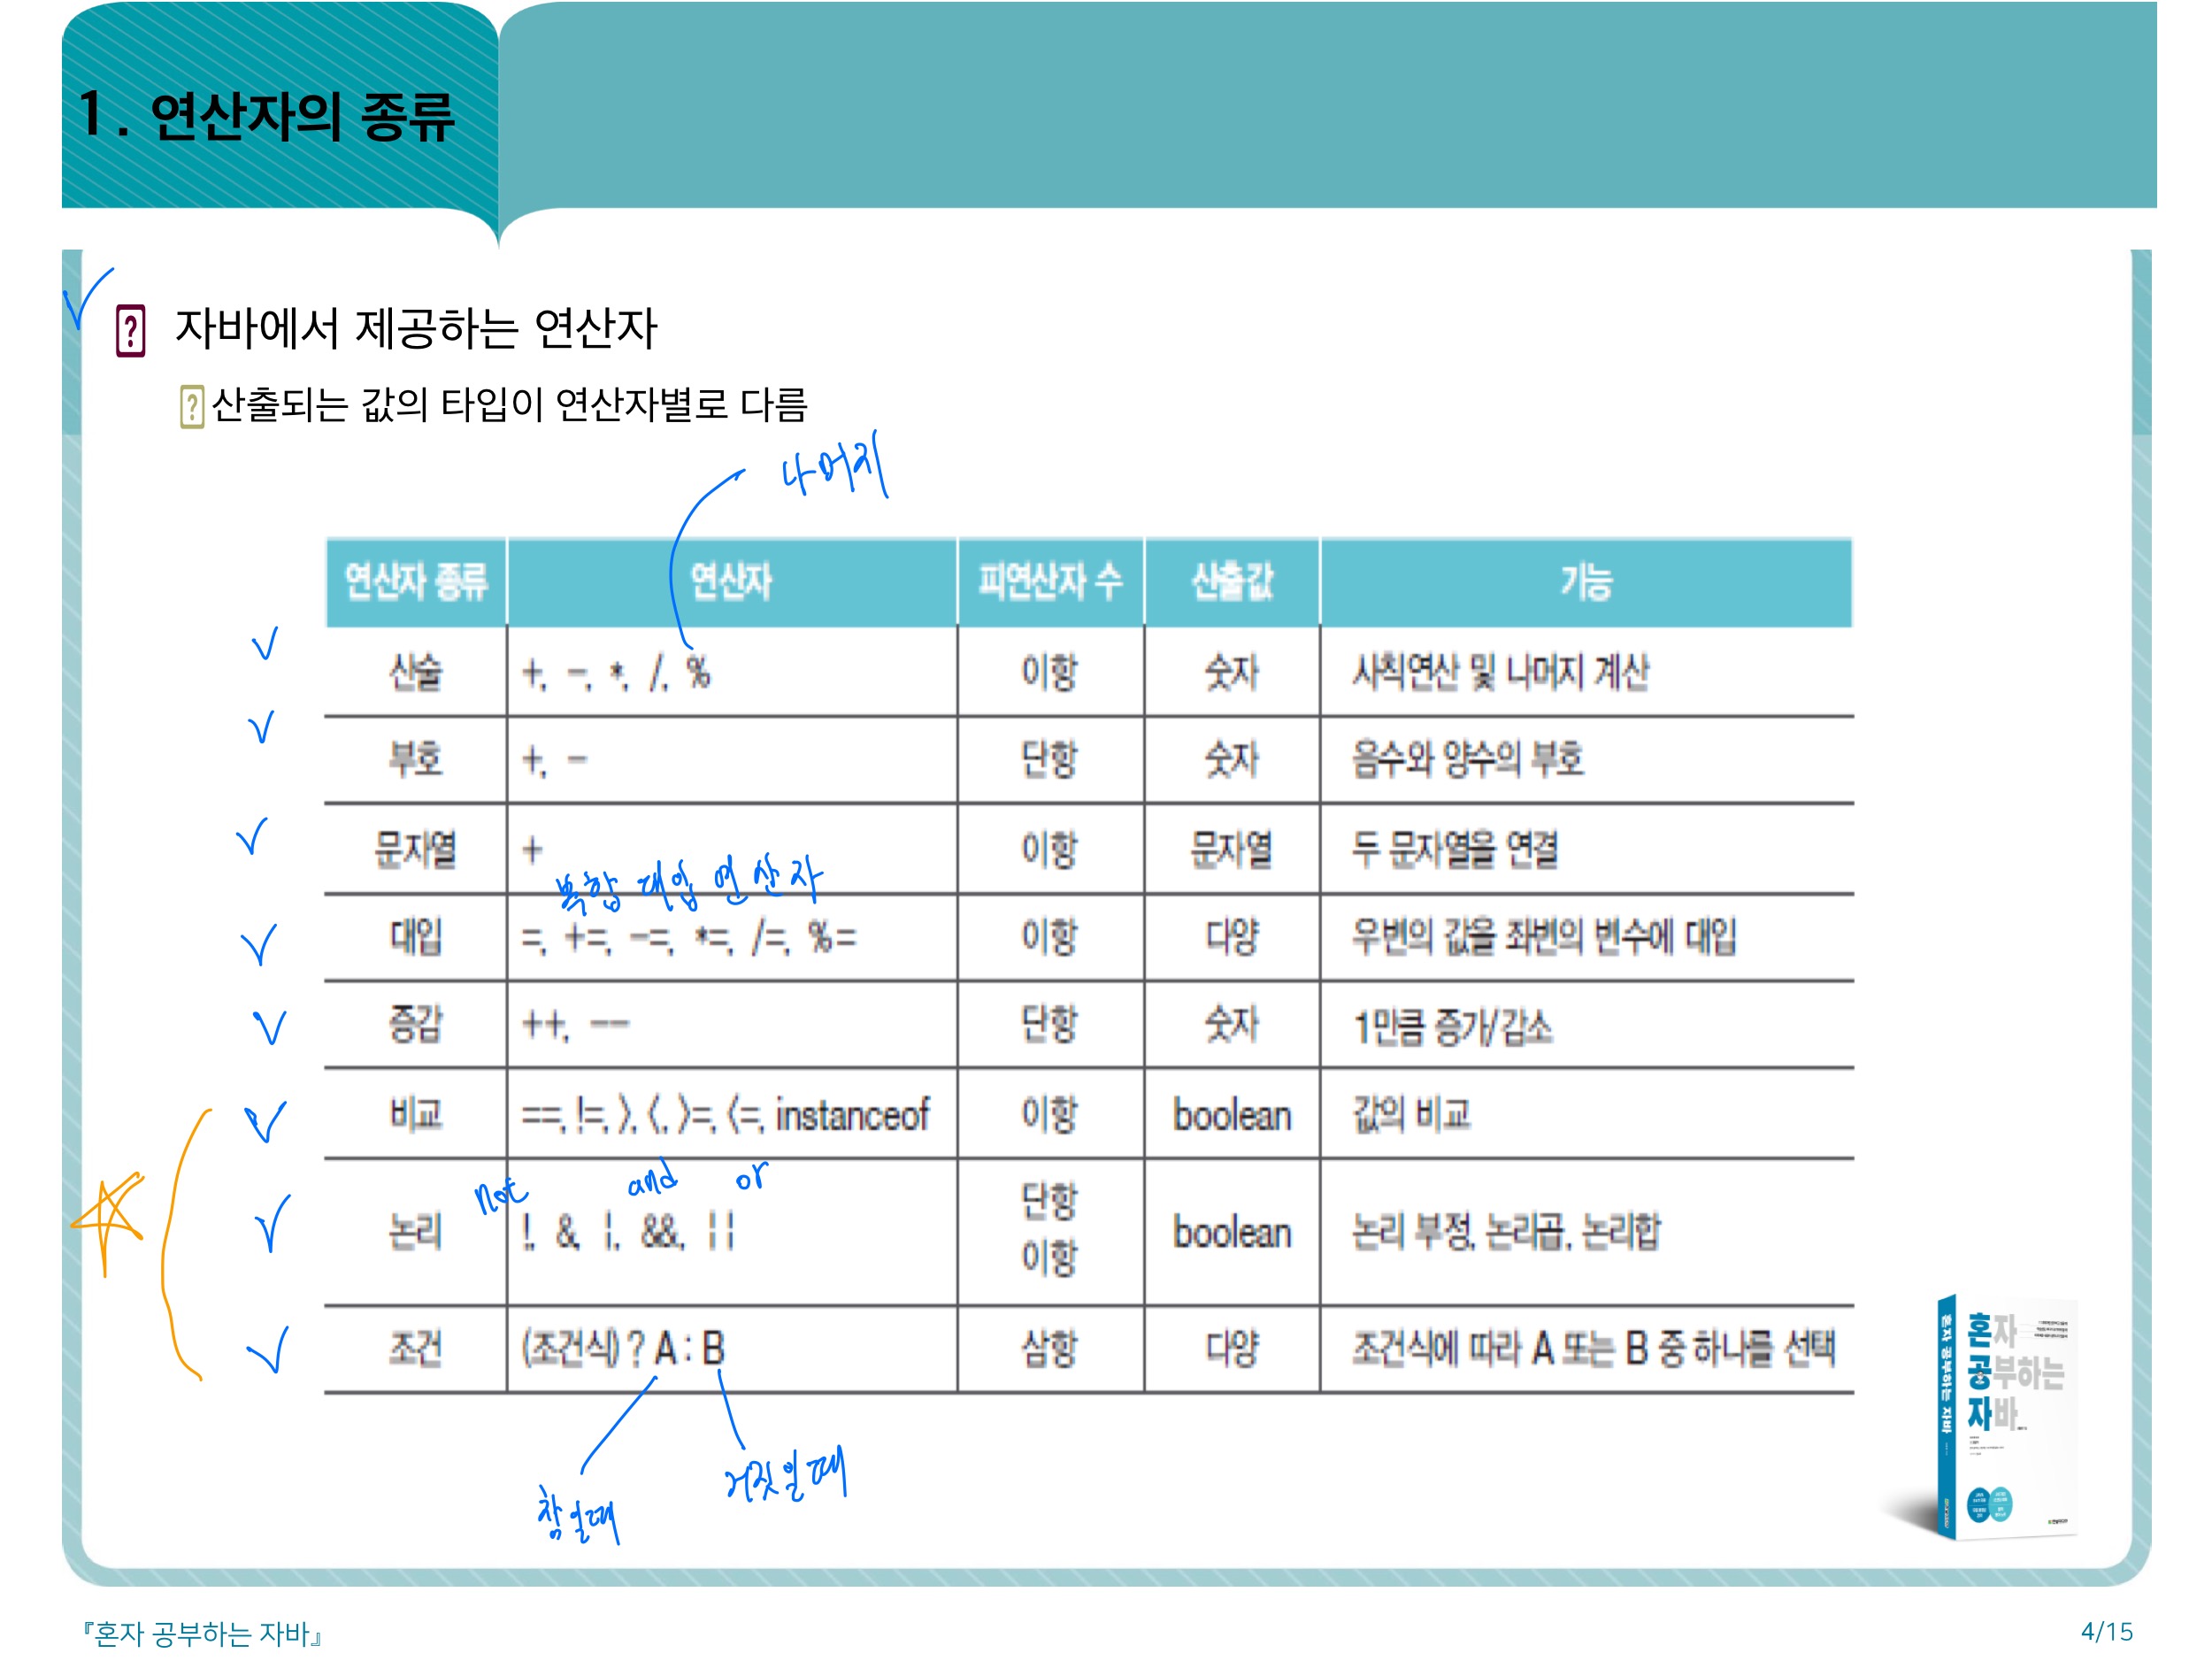 1. 연산자의 종류
자바에서 제공하는 연산자
산출되는 값의 타입이 연산자별로 다름
나머지
연산자 종류 연산자 피연산자 수 산출값 기능
산술 +, -, *, /, % 이항 숫자 사칙연산 및 나머지 계산
부호 +, - 단항 숫자 음수와 양수의 부호
문자열 + 이항 문자열 두 문자열을 연결
복합 대입 연산자
대입 =, +=, -=, *=, /=, %= 이항 다양 우변의 값을 좌변의 변수에 대입
증감 ++, -- 단항 숫자 1만큼 증가/감소
비교 ==, !=, >, <, >=, <=, instanceof 이항 boolean 값의 비교
not and or
논리 !, &, |, &&, || 단항 이항 boolean 논리 부정, 논리곱, 논리합
조건 (조건식) ? A : B 삼항 다양 조건식에 따라 A 또는 B 중 하나를 선택
참일때 거짓일때
혼자 공부하는 자바
혼자
공부하는
자바
『혼자 공부하는 자바』
4/15